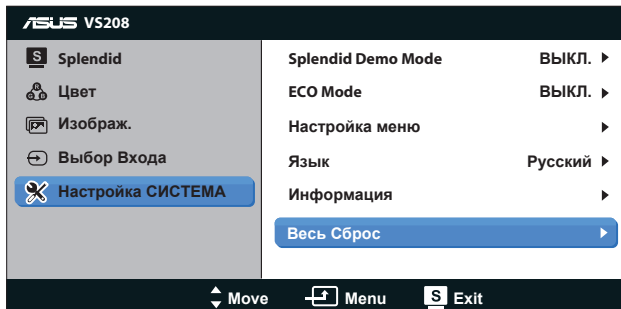 ASUS VS208
S Splendid
Цвет
Изображ.
Выбор Входа
Настройка СИСТЕМА
Splendid Demo Mode ВЫКЛ.
ECO Mode ВЫКЛ.
Настройка меню
Язык Русский
Информация
Весь Сброс
Move Menu S Exit